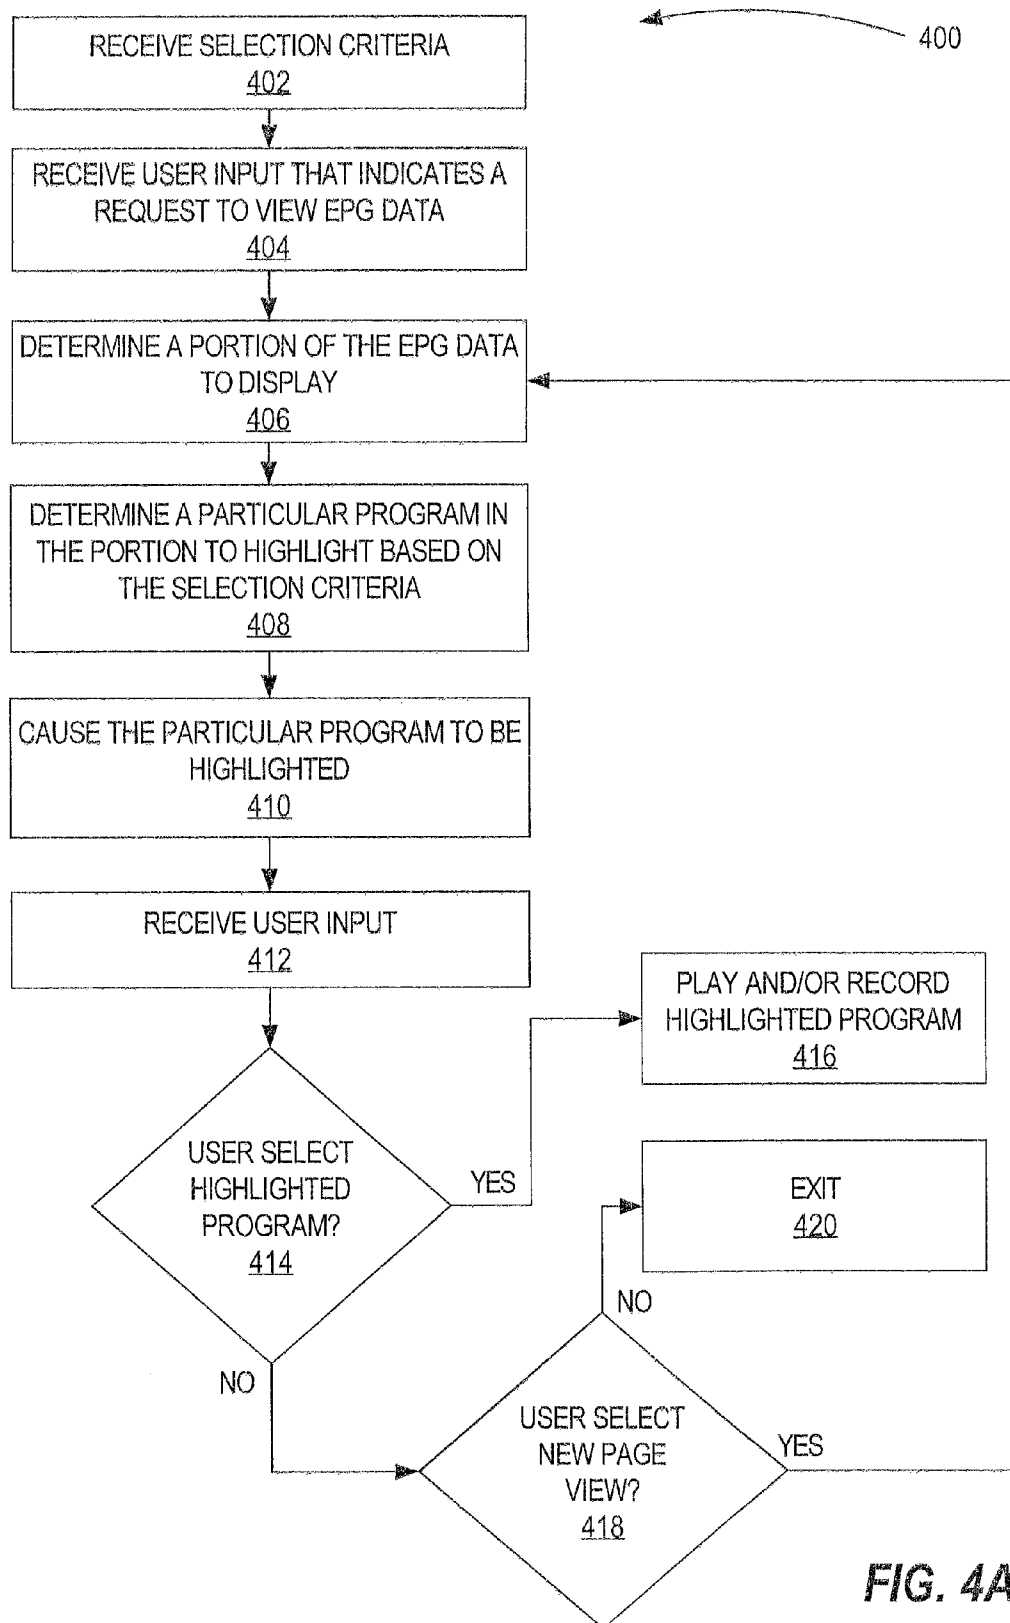 400
RECEIVE SELECTION CRITERIA
402
RECEIVE USER INPUT THAT INDICATES A
REQUEST TO VIEW EPG DATA
404
DETERMINE A PORTION OF THE EPG DATA
TO DISPLAY
406
DETERMINE A PARTICULAR PROGRAM IN
THE PORTION TO HIGHLIGHT BASED ON
THE SELECTION CRITERIA
408
CAUSE THE PARTICULAR PROGRAM TO BE
HIGHLIGHTED
410
RECEIVE USER INPUT
412
USER SELECT
HIGHLIGHTED
PROGRAM?
414
YES
PLAY AND/OR RECORD
HIGHLIGHTED PROGRAM
416
NO
USER SELECT
NEW PAGE
VIEW?
418
NO
EXIT
420
YES
FIG. 4A